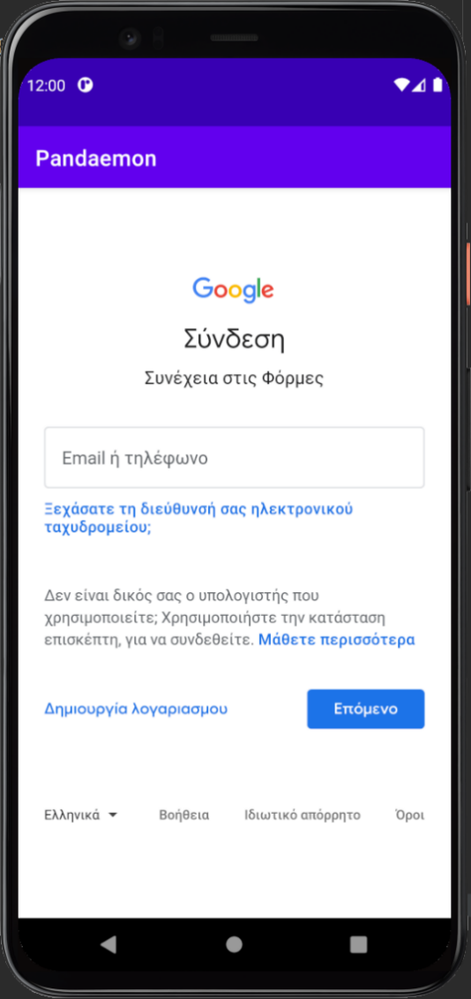 12:00
Pandaemon
Google
Σύνδεση
Συνέχεια στις Φόρμες
Email ή τηλέφωνο
Ξεχάσατε τη διεύθυνσή σας ηλεκτρονικού
ταχυδρομείου;
Δεν είναι δικός σας ο υπολογιστής που
χρησιμοποιείτε; Χρησιμοποιήστε την κατάσταση
επισκέπτη, για να συνδεθείτε. Μάθετε περισσότερα
Δημιουργία λογαριασμου Επόμενο
Ελληνικά Βοήθεια Ιδιωτικό απόρρητο Όροι